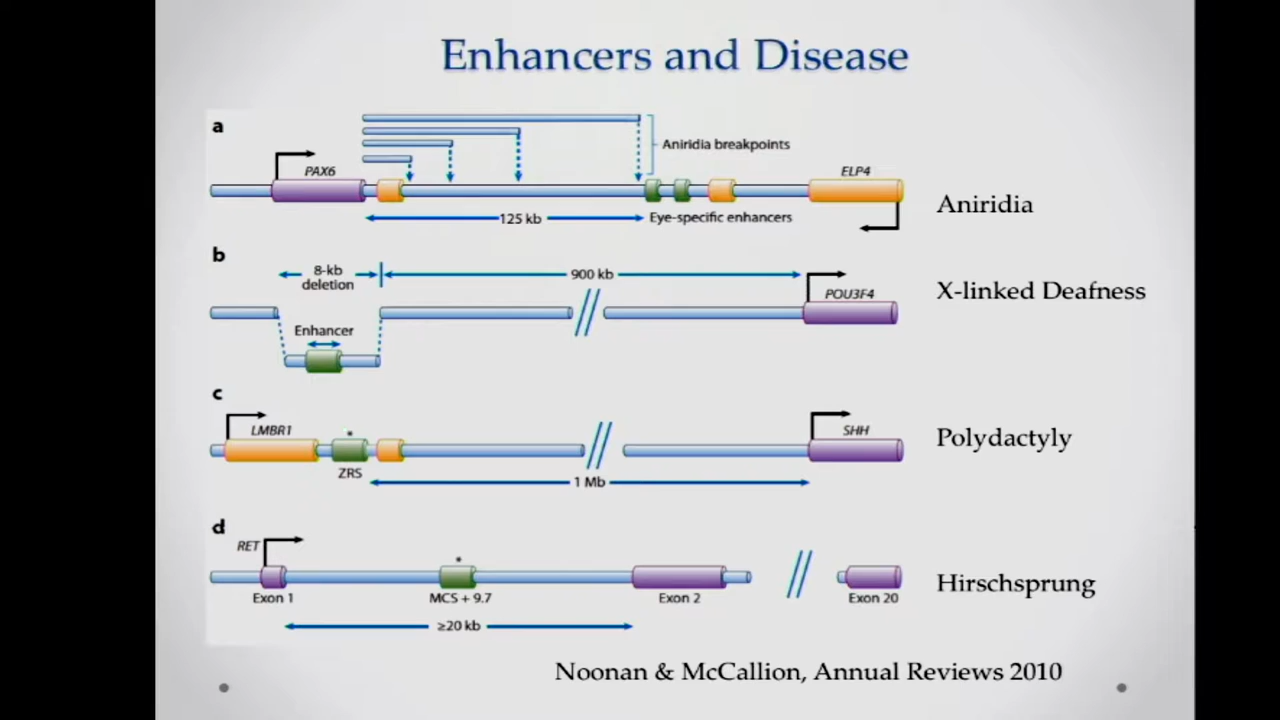 Enhancers and Disease
a
Aniridia breakpoints
PAX6
ELP4
125 kb
Eye-specific enhancers
Aniridia
b
8-kb
deletion
900 kb
POU3F4
X-linked Deafness
Enhancer
c
LMBR1
*
SHH
Polydactyly
ZRS
1 Mb
d
RET
*
Exon 1
MCS + 9.7
Exon 2
Exon 20
Hirschsprung
≥20 kb
Noonan & McCallion, Annual Reviews 2010